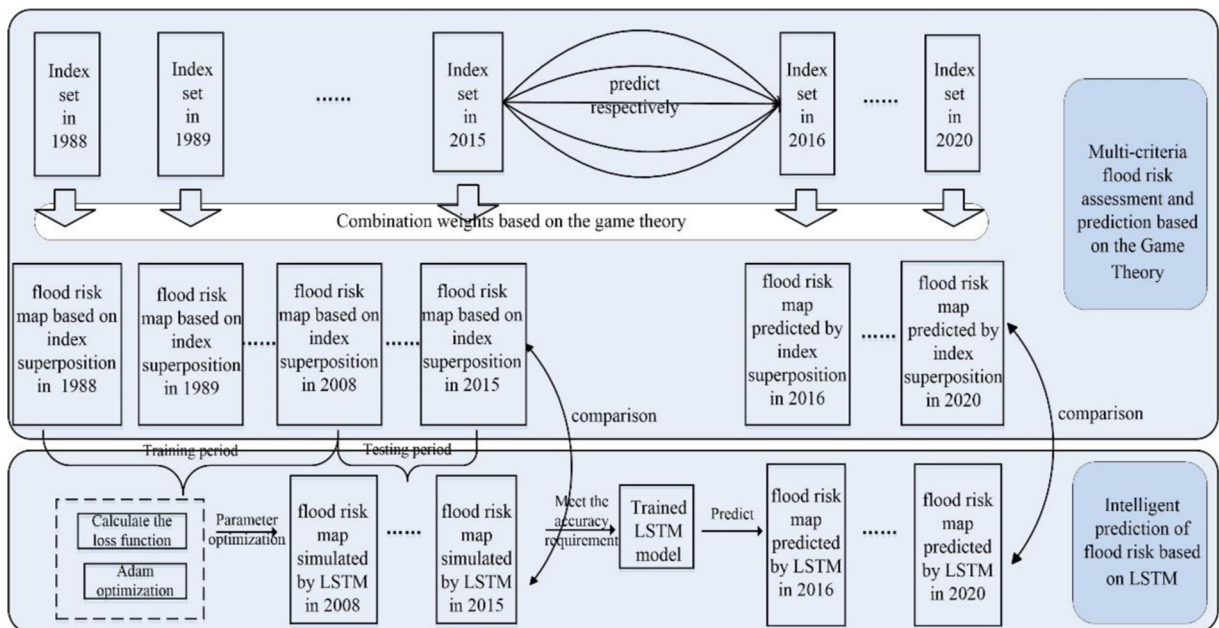 Index
set
in
1988
Index
set
in
1989
......
Index
set
in
2015
predict
respectively
Index
set
in
2016
......
Index
set
in
2020
Multi-criteria
flood risk
assessment and
prediction based
on the Game
Theory
Combination weights based on the game theory
flood risk
map based on
index
superposition
in 1988
flood risk
map based on
index
superposition
in 1989
......
flood risk
map based on
index
superposition
in 2008
......
flood risk
map based on
index
superposition
in 2015
flood risk
map
predicted by
index
superposition
in 2016
......
flood risk
map
predicted by
index
superposition
in 2020
comparison
comparison
Training period
Testing period
Calculate the
loss function
Adam
optimization
Parameter
optimization
flood risk
map
simulated
by LSTM
in 2008
......
flood risk
map
simulated
by LSTM
in 2015
Meet the
accuracy
requirement
Trained
LSTM
model
Predict
flood risk
map
predicted
by LSTM
in 2016
......
flood risk
map
predicted
by LSTM
in 2020
Intelligent
prediction of
flood risk based
on LSTM